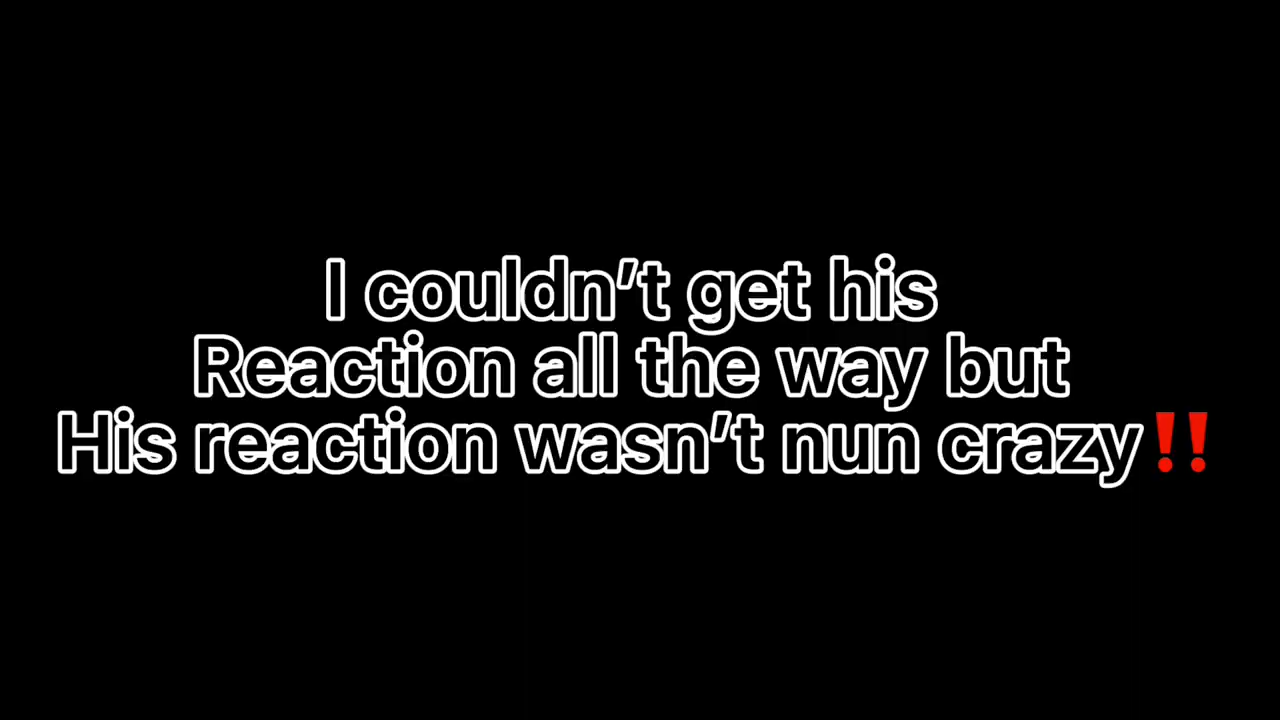 I couldn’t get his
Reaction all the way but
His reaction wasn’t nun crazy‼️